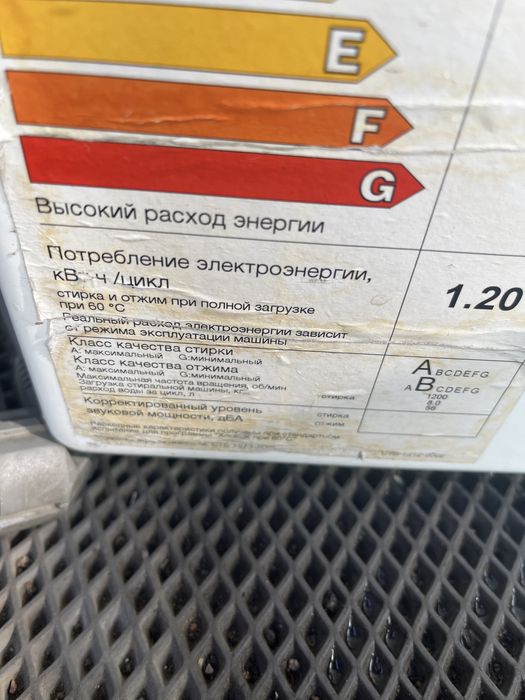 E
F
G
Высокий расход энергии
Потребление электроэнергии,
кВт·ч /цикл
1.20
стирка и отжим при полной загрузке
при 60 °C
Реальный расход электроэнергии зависит
от режима эксплуатации машины
Класс качества стирки
A: максимальный G:минимальный
ABCDEFG
Класс качества отжима
A: максимальный G:минимальный
ABCDEFG
Максимальная частота вращения, об/мин
1200
Загрузка стиральной машины, кг
6.0
расход воды за цикл, л
Корректированный уровень
звуковой мощности, дБА
стирка
отжим